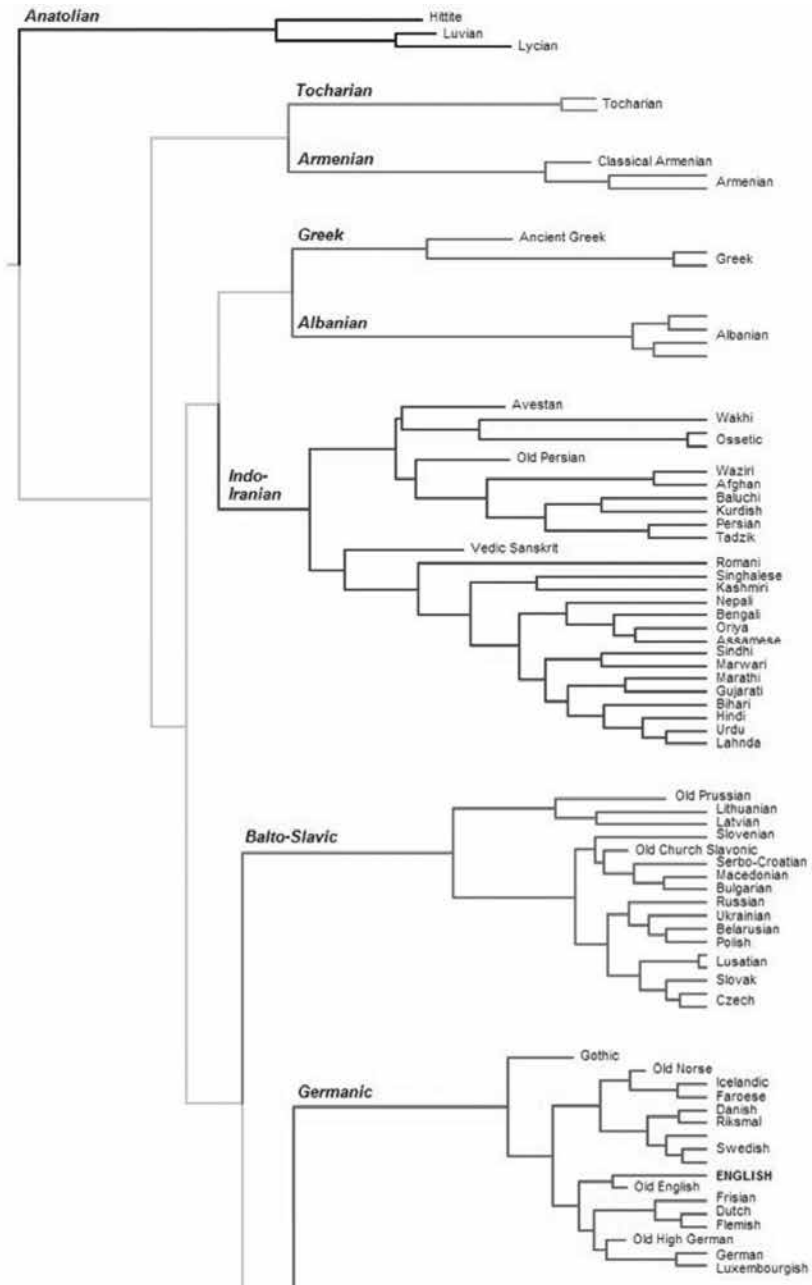 Anatolian
Hittite
Luvian
Lycian
Tocharian
Tocharian
Armenian
Classical Armenian
Armenian
Greek
Ancient Greek
Greek
Albanian
Albanian
Indo-
Iranian
Avestan
Wakhi
Ossetic
Old Persian
Waziri
Afghan
Baluchi
Kurdish
Persian
Tadzik
Vedic Sanskrit
Romani
Singhalese
Kashmiri
Nepali
Bengali
Oriya
Assamese
Sindhi
Marwari
Marathi
Gujarati
Bihari
Hindi
Urdu
Lahnda
Balto-Slavic
Old Prussian
Lithuanian
Latvian
Slovenian
Old Church Slavonic
Serbo-Croatian
Macedonian
Bulgarian
Russian
Ukrainian
Belarusian
Polish
Lusatian
Slovak
Czech
Germanic
Gothic
Old Norse
Icelandic
Faroese
Danish
Riksmal
Swedish
ENGLISH
Old English
Frisian
Dutch
Flemish
Old High German
German
Luxembourgish